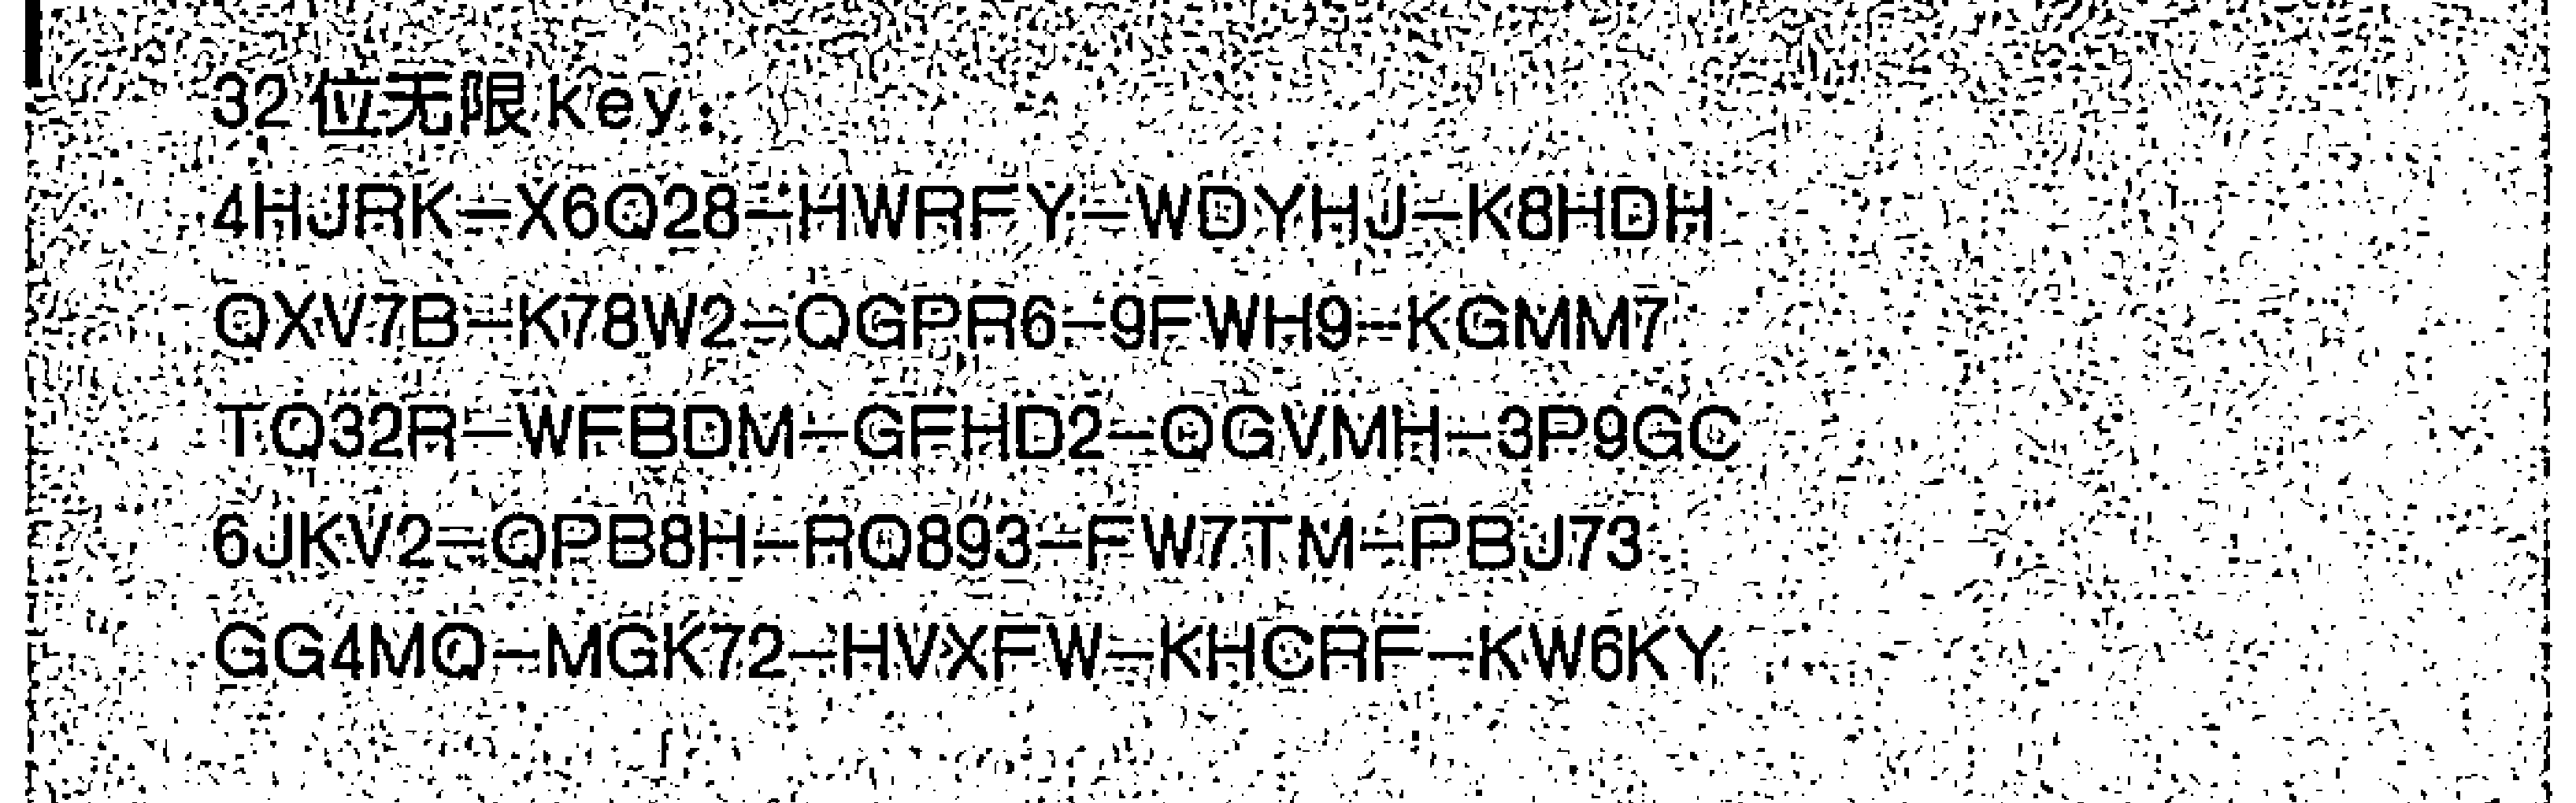 32位无限key:
4HJRK-X6Q28-HWRFY-WDYHJ-K8HDH
QXV7B-K78W2-QGPR6-9FWH9-KGMM7
TQ32R-WFBDM-GFHD2-QGVMH-3P9GC
6JKV2-QPB8H-RQ893-FW7TM-PBJ73
GG4MQ-MGK72-HVXFW-KHCRF-KW6KY